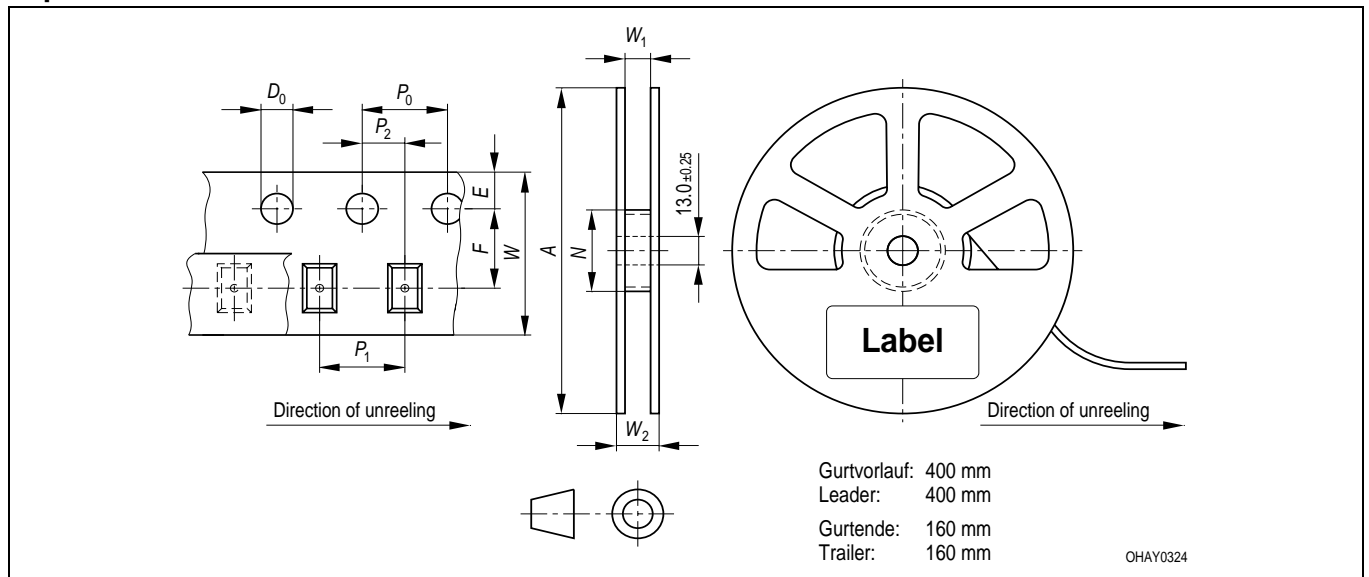 W₁
D₀
P₀
P₂
E
13.0 ±0.25
F
W
A
N
Label
P₁
Direction of unreeling
W₂
Direction of unreeling
Gurtvorlauf: 400 mm
Leader: 400 mm
Gurtende: 160 mm
Trailer: 160 mm
OHAY0324